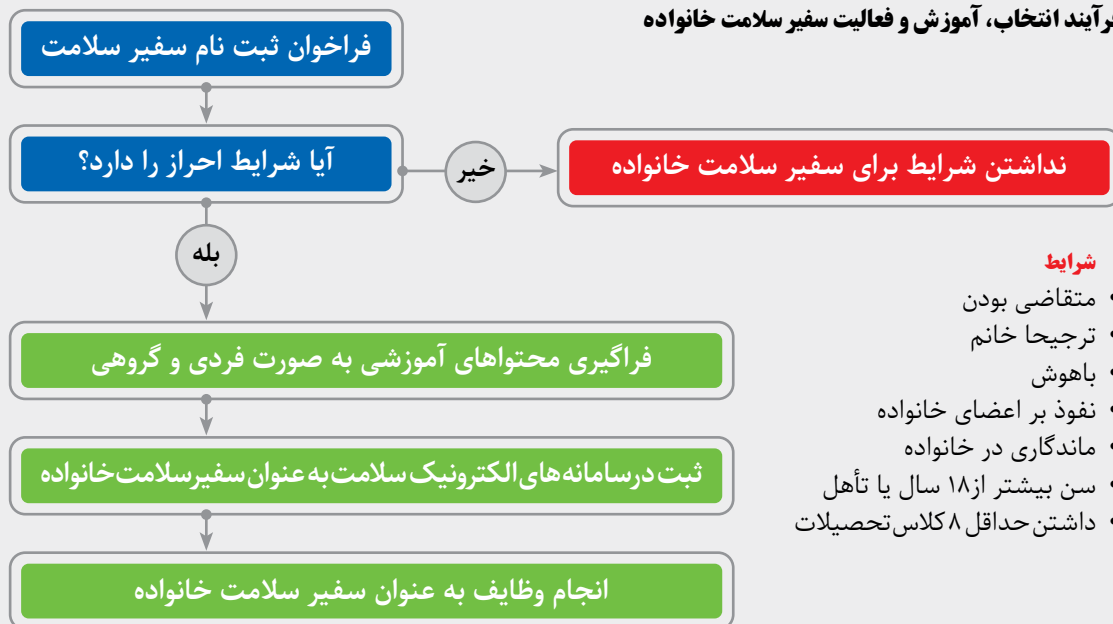 فرآیند انتخاب، آموزش و فعالیت سفیر سلامت خانواده
فراخوان ثبت نام سفیر سلامت
آیا شرایط احراز را دارد؟
خیر
نداشتن شرایط برای سفیر سلامت خانواده
بله
شرایط
• متقاضی بودن
• ترجیحا خانم
• باهوش
• نفوذ بر اعضای خانواده
• ماندگاری در خانواده
• سن بیشتر از ۱۸ سال یا تأهل
• داشتن حداقل ۸ کلاس تحصیلات
فراگیری محتواهای آموزشی به صورت فردی و گروهی
ثبت در سامانه‌های الکترونیک سلامت به عنوان سفیر سلامت خانواده
انجام وظایف به عنوان سفیر سلامت خانواده